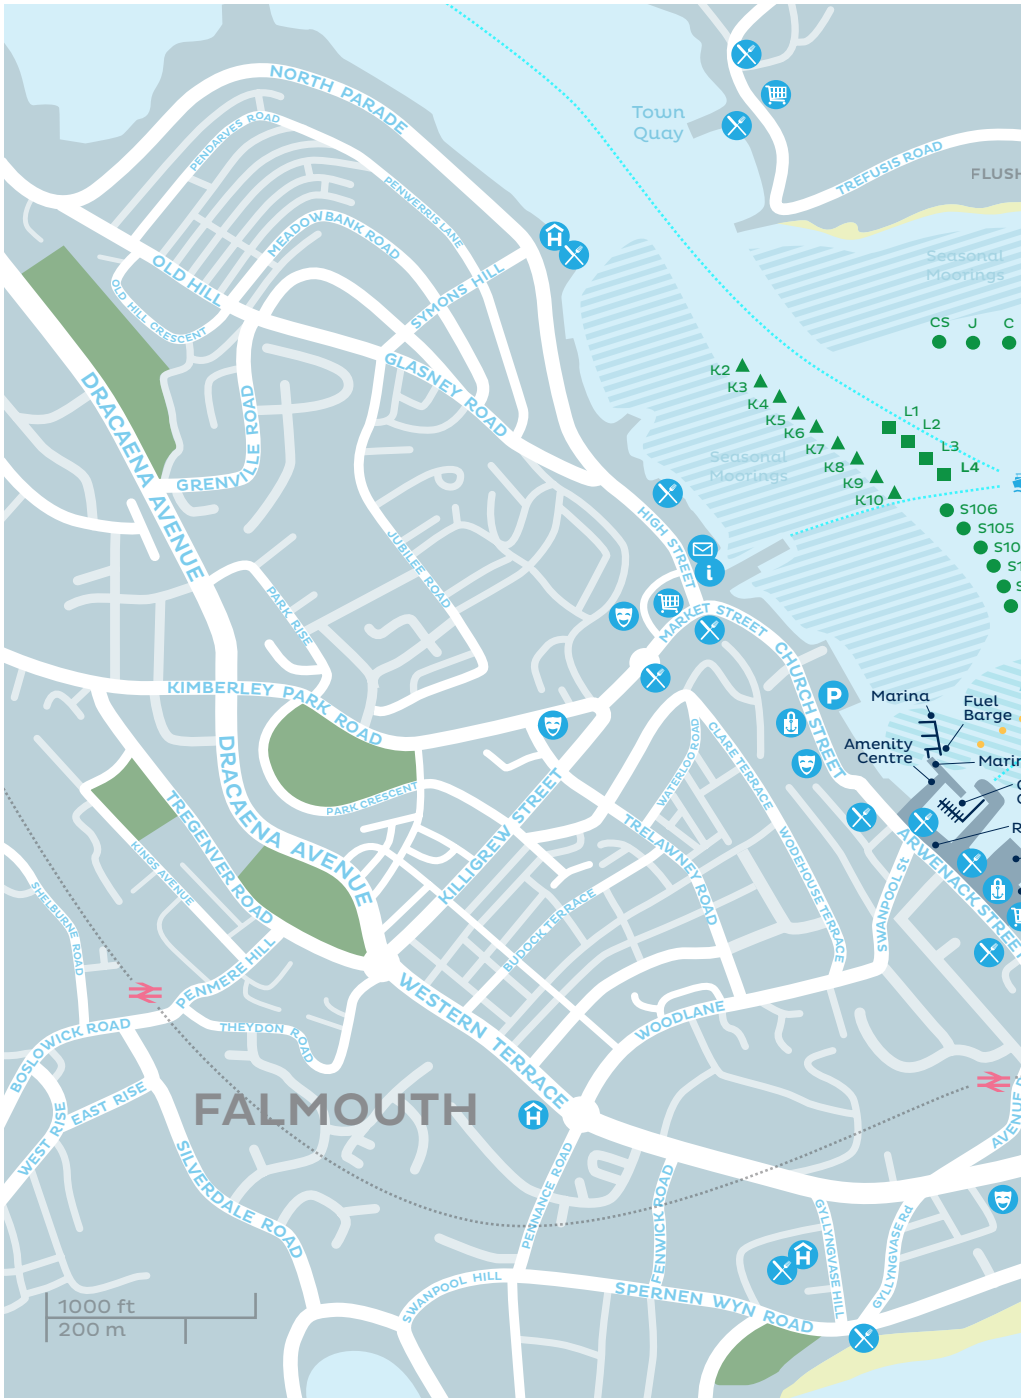 NORTH PARADE
Town
Quay
PENDARVES ROAD
TREFUSIS ROAD
FLUSH
PENWERRIS LANE
MEADOWBANK ROAD
OLD HILL
Seasonal
Moorings
SYMONS HILL
OLD HILL CRESCENT
CS
J
C
GLASNEY ROAD
K2
K3
K4
K5
K6
K7
K8
K9
K10
L1
L2
L3
L4
DRACAENA AVENUE
GRENVILLE ROAD
Seasonal
Moorings
S106
S105
S10
S1
S
HIGH STREET
JUBILEE ROAD
i
PARK RISE
MARKET STREET
CHURCH STREET
KIMBERLEY PARK ROAD
P
Marina
Fuel
Barge
Amenity
Centre
Marin
C
C
R
DRACAENA AVENUE
PARK CRESCENT
WATERLOO ROAD
CLARE TERRACE
TREGENVER ROAD
KINGS AVENUE
KILLIGREW STREET
TRELAWNEY ROAD
WODEHOUSE TERRACE
ARWENACK STREET
SWANPOOL St
SHELBURNE ROAD
BUDOCK TERRACE
PENMERE HILL
WESTERN TERRACE
WOODLANE
BOSLOWICK ROAD
THEYDON ROAD
EAST RISE
WEST RISE
FALMOUTH
H
H
H
AVENUE R
SILVERDALE ROAD
PENNANCE ROAD
FENWICK ROAD
GYLLYNGVASE HILL
GYLLYNGVASE Rd
SWANPOOL HILL
SPERNEN WYN ROAD
1000 ft
200 m